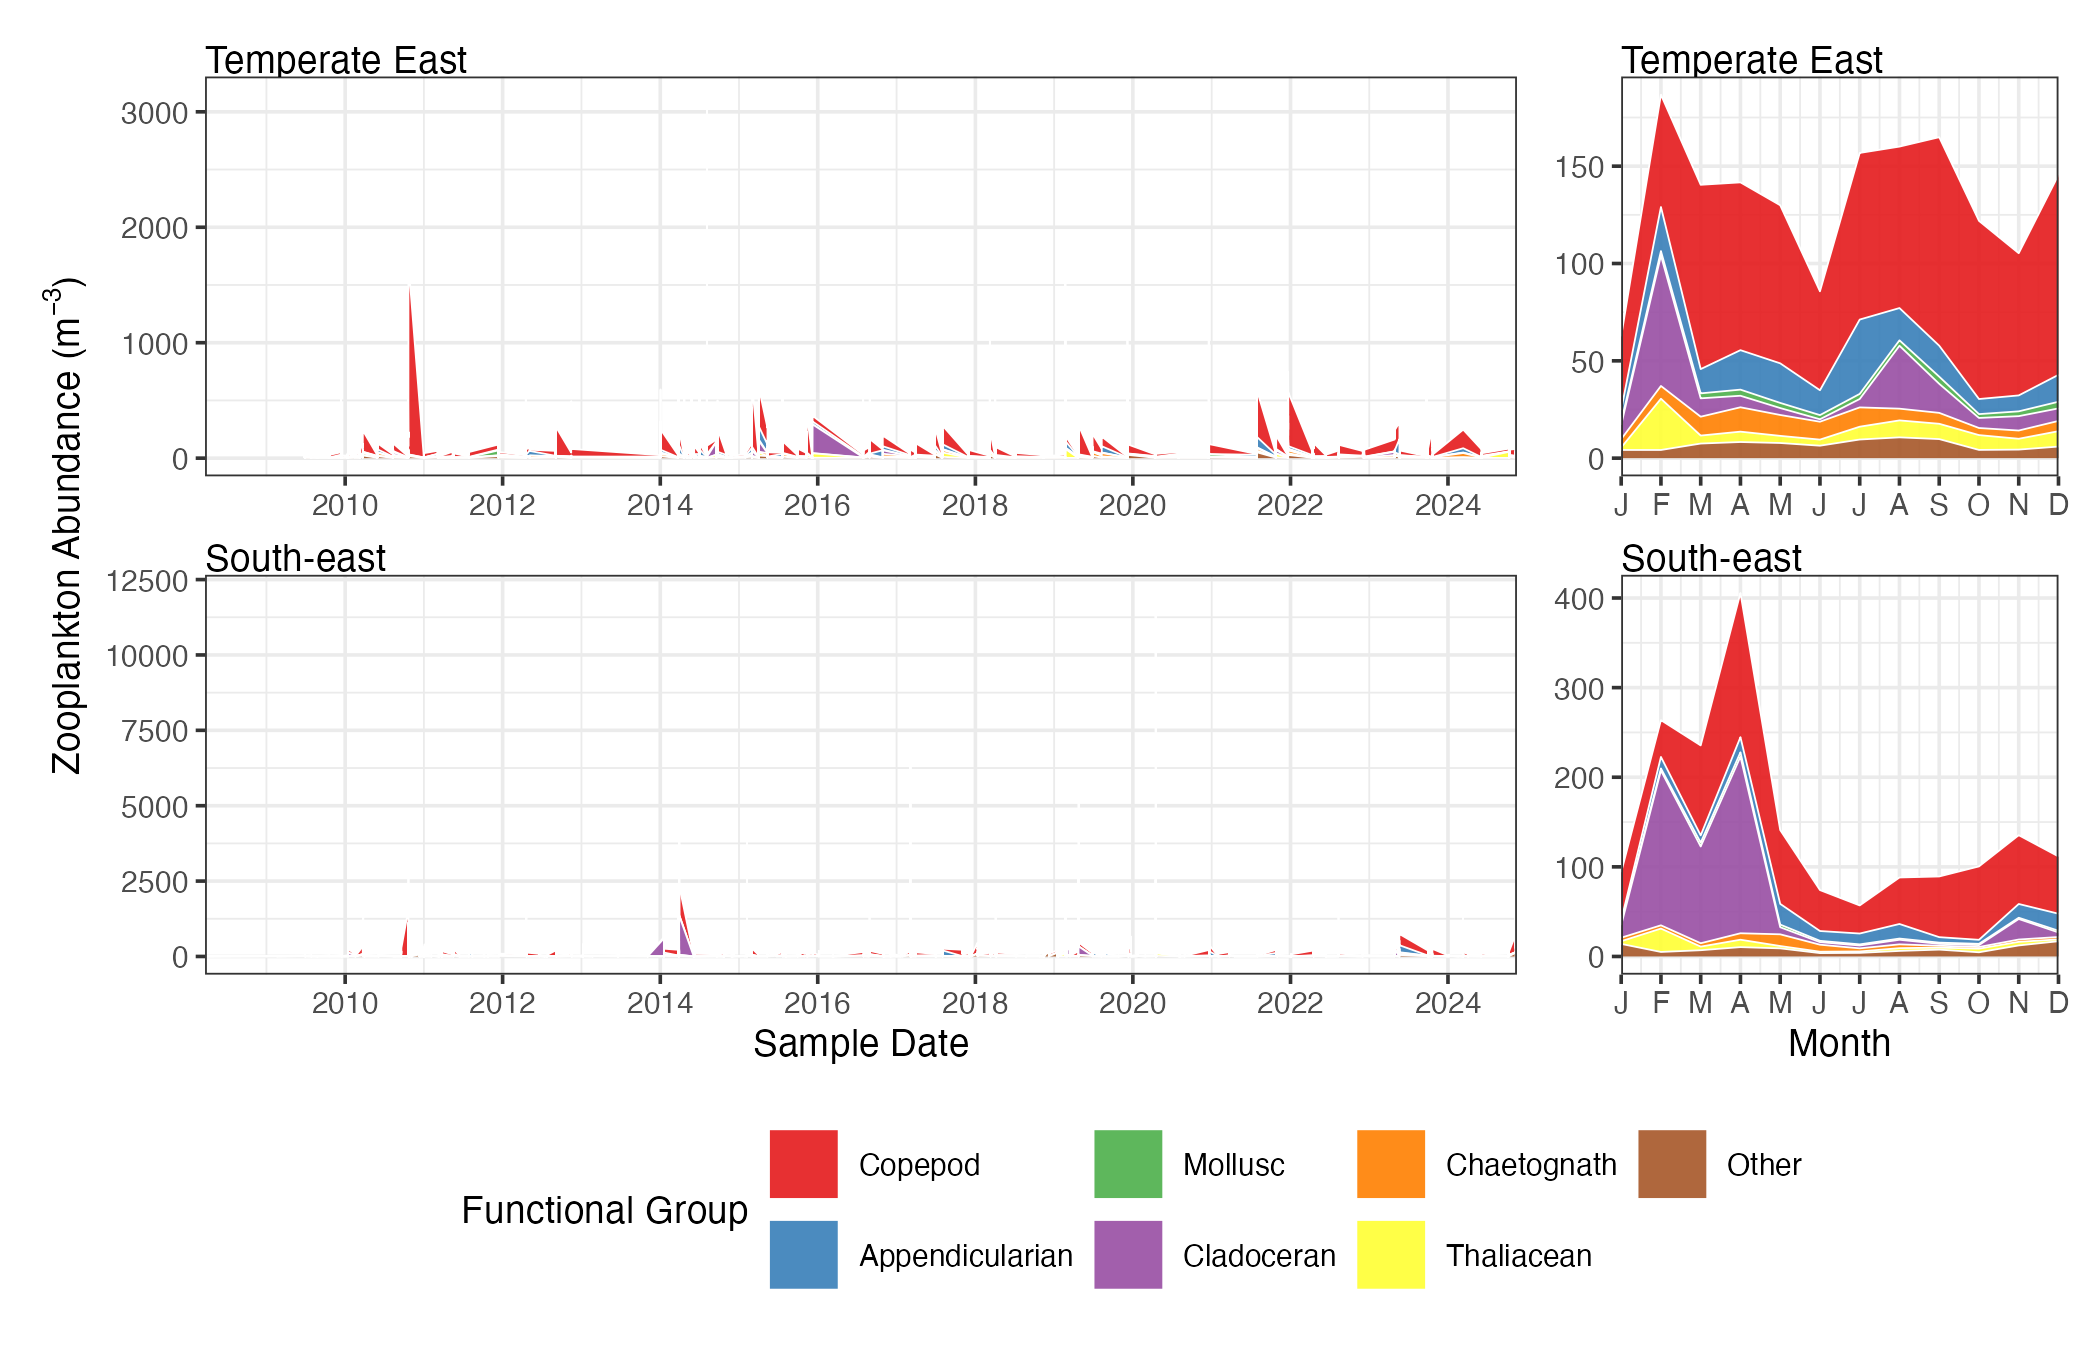 Temperate East
Temperate East
3000
2000
1000
0
150
100
50
0
2010 2012 2014 2016 2018 2020 2022 2024
J F M A M J J A S O N D
Zooplankton Abundance (m⁻³)
South-east
South-east
12500
10000
7500
5000
2500
0
400
300
200
100
0
2010 2012 2014 2016 2018 2020 2022 2024
J F M A M J J A S O N D
Sample Date
Month
Functional Group
Copepod Mollusc Chaetognath Other
Appendicularian Cladoceran Thaliacean